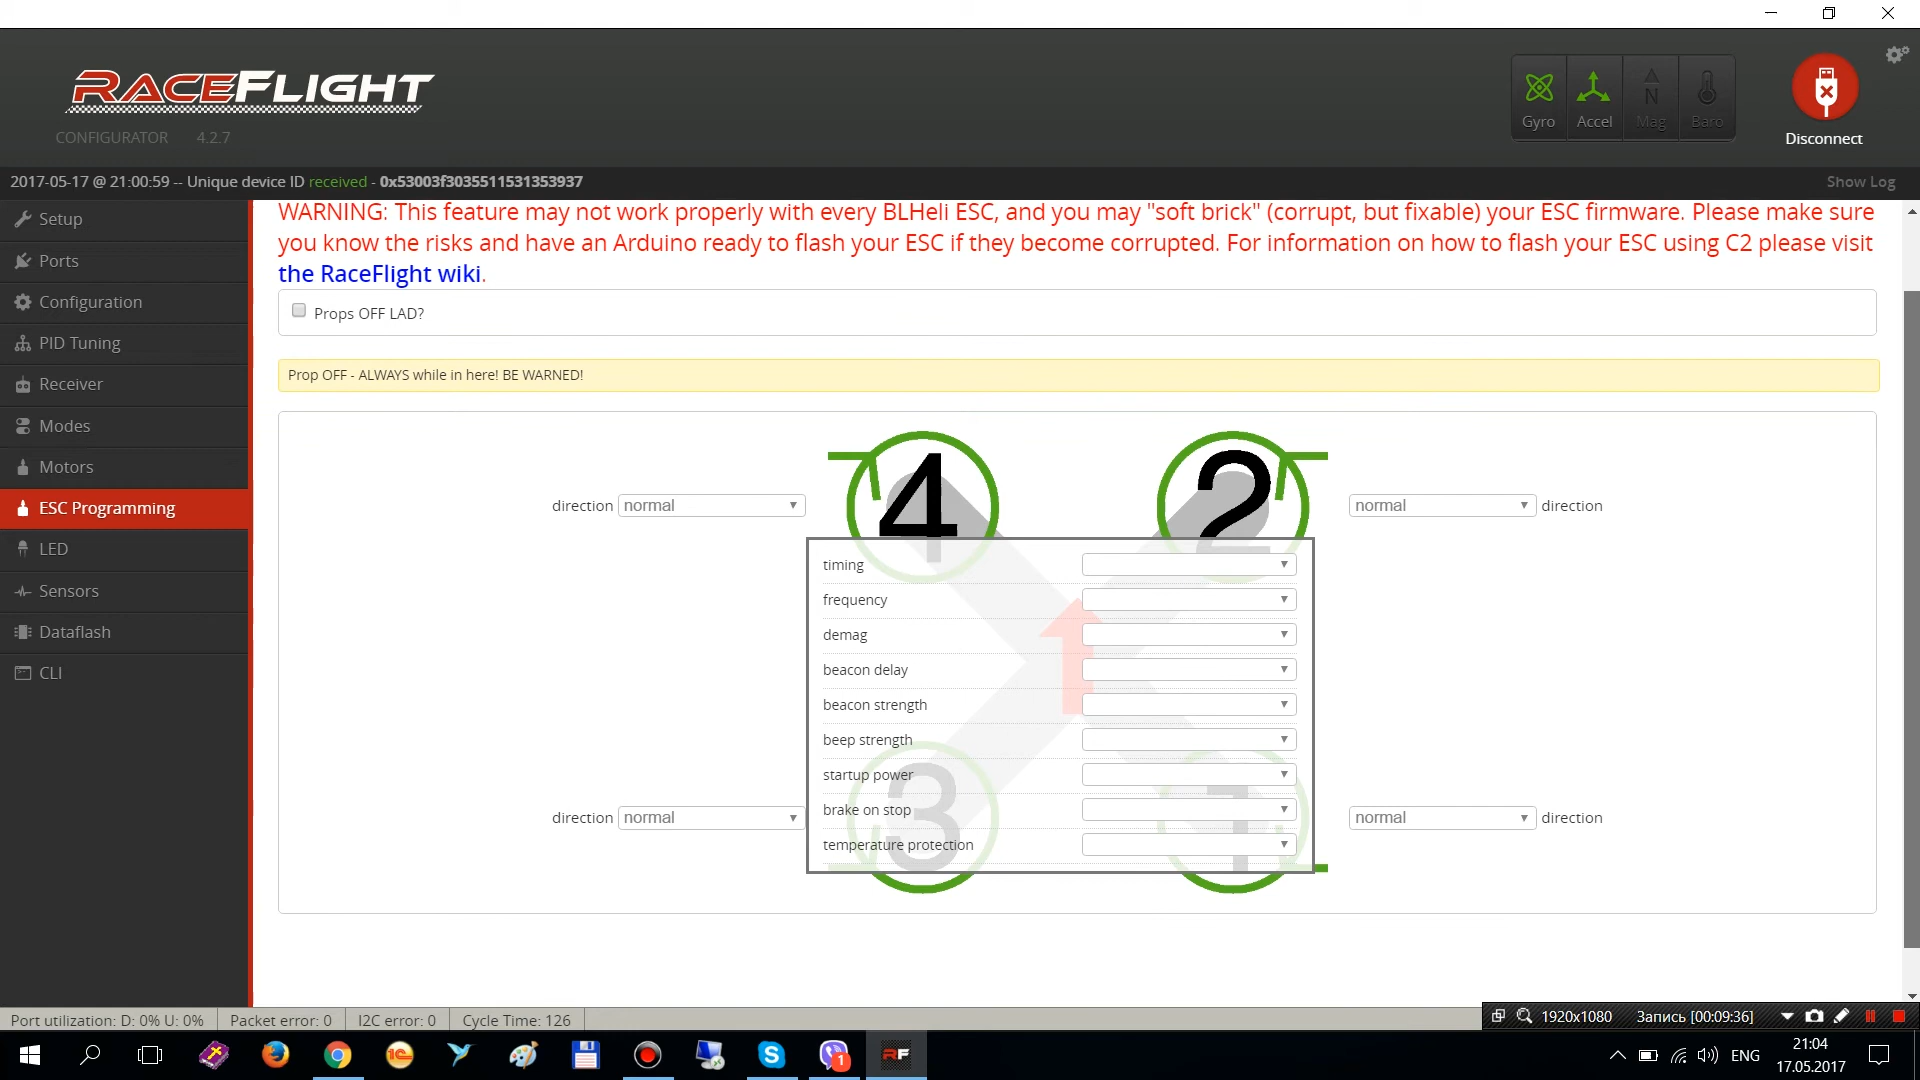 RACEFLIGHT
CONFIGURATOR 4.2.7
Gyro Accel Mag Baro
N
Disconnect
2017-05-17 @ 21:00:59 -- Unique device ID received - 0x53003f3035511531353937
Show Log
Setup
Ports
Configuration
PID Tuning
Receiver
Modes
Motors
ESC Programming
LED
Sensors
Dataflash
CLI
WARNING: This feature may not work properly with every BLHeli ESC, and you may "soft brick" (corrupt, but fixable) your ESC firmware. Please make sure
you know the risks and have an Arduino ready to flash your ESC if they become corrupted. For information on how to flash your ESC using C2 please visit
the RaceFlight wiki.
Props OFF LAD?
Prop OFF - ALWAYS while in here! BE WARNED!
direction normal 4 2 normal direction
timing
frequency
demag
beacon delay
beacon strength
beep strength
startup power
brake on stop
temperature protection
direction normal 3 1 normal direction
Port utilization: D: 0% U: 0% Packet error: 0 I2C error: 0 Cycle Time: 126
1920x1080 Запись [00:09:36]
1
RF
ENG
21:04
17.05.2017